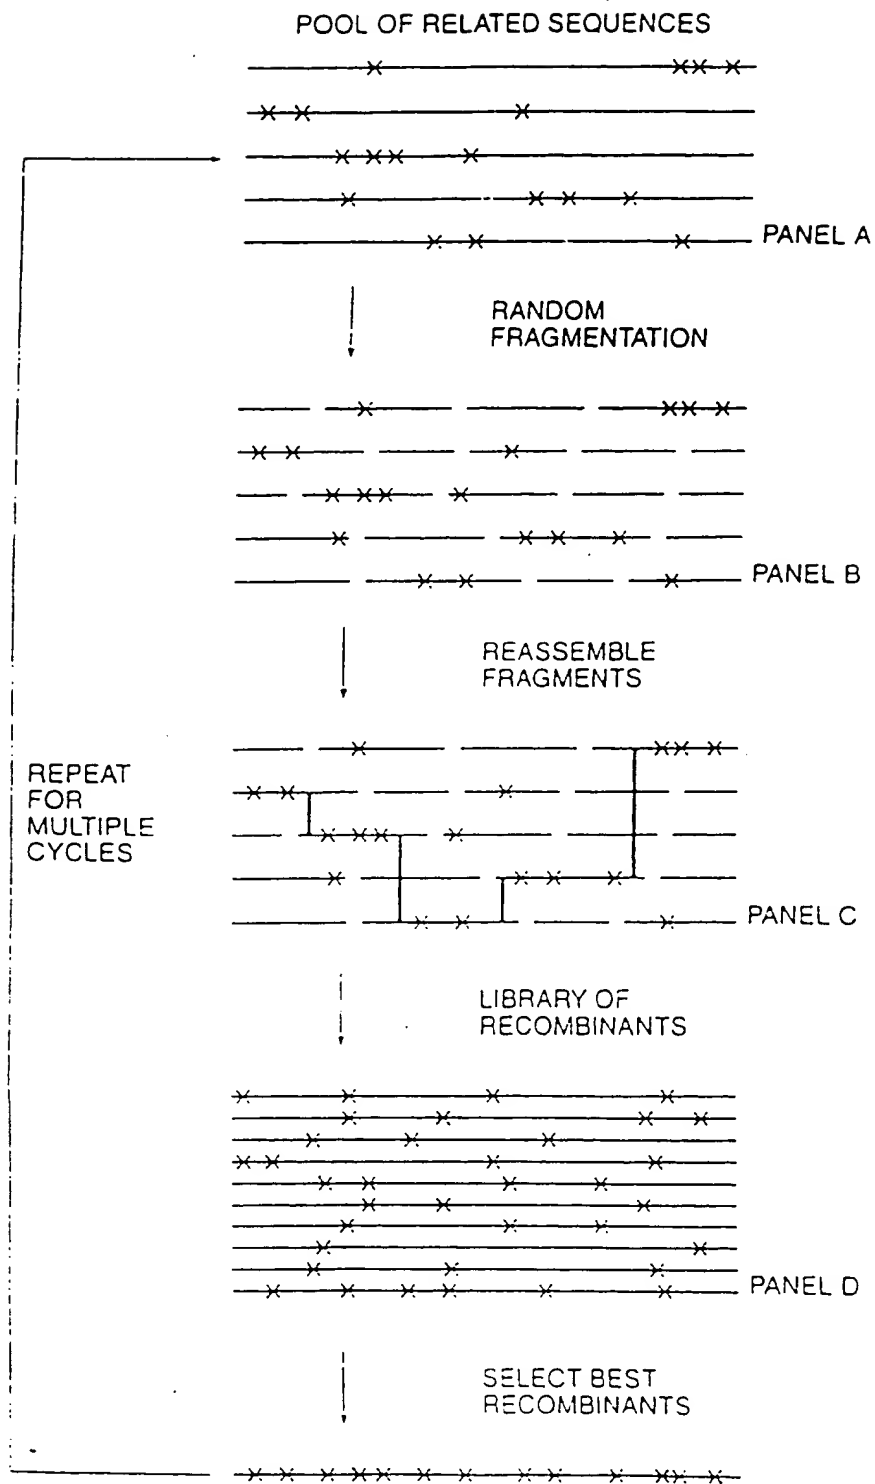 POOL OF RELATED SEQUENCES
PANEL A
RANDOM
FRAGMENTATION
PANEL B
REASSEMBLE
FRAGMENTS
REPEAT
FOR
MULTIPLE
CYCLES
PANEL C
LIBRARY OF
RECOMBINANTS
PANEL D
SELECT BEST
RECOMBINANTS